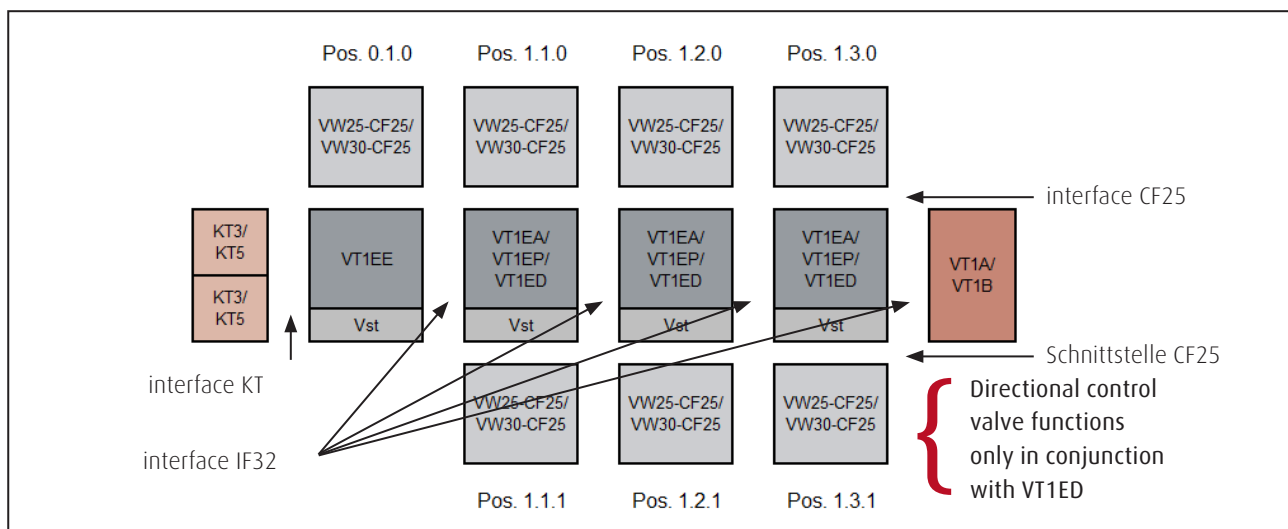 Pos. 0.1.0
Pos. 1.1.0
Pos. 1.2.0
Pos. 1.3.0
VW25-CF25/
VW30-CF25
VW25-CF25/
VW30-CF25
VW25-CF25/
VW30-CF25
VW25-CF25/
VW30-CF25
interface CF25
KT3/
KT5
KT3/
KT5
VT1EE
Vst
VT1EA/
VT1EP/
VT1ED
Vst
VT1EA/
VT1EP/
VT1ED
Vst
VT1EA/
VT1EP/
VT1ED
Vst
VT1A/
VT1B
interface KT
Schnittstelle CF25
interface IF32
VW25-CF25/
VW30-CF25
VW25-CF25/
VW30-CF25
VW25-CF25/
VW30-CF25
Directional control
valve functions
only in conjunction
with VT1ED
Pos. 1.1.1
Pos. 1.2.1
Pos. 1.3.1